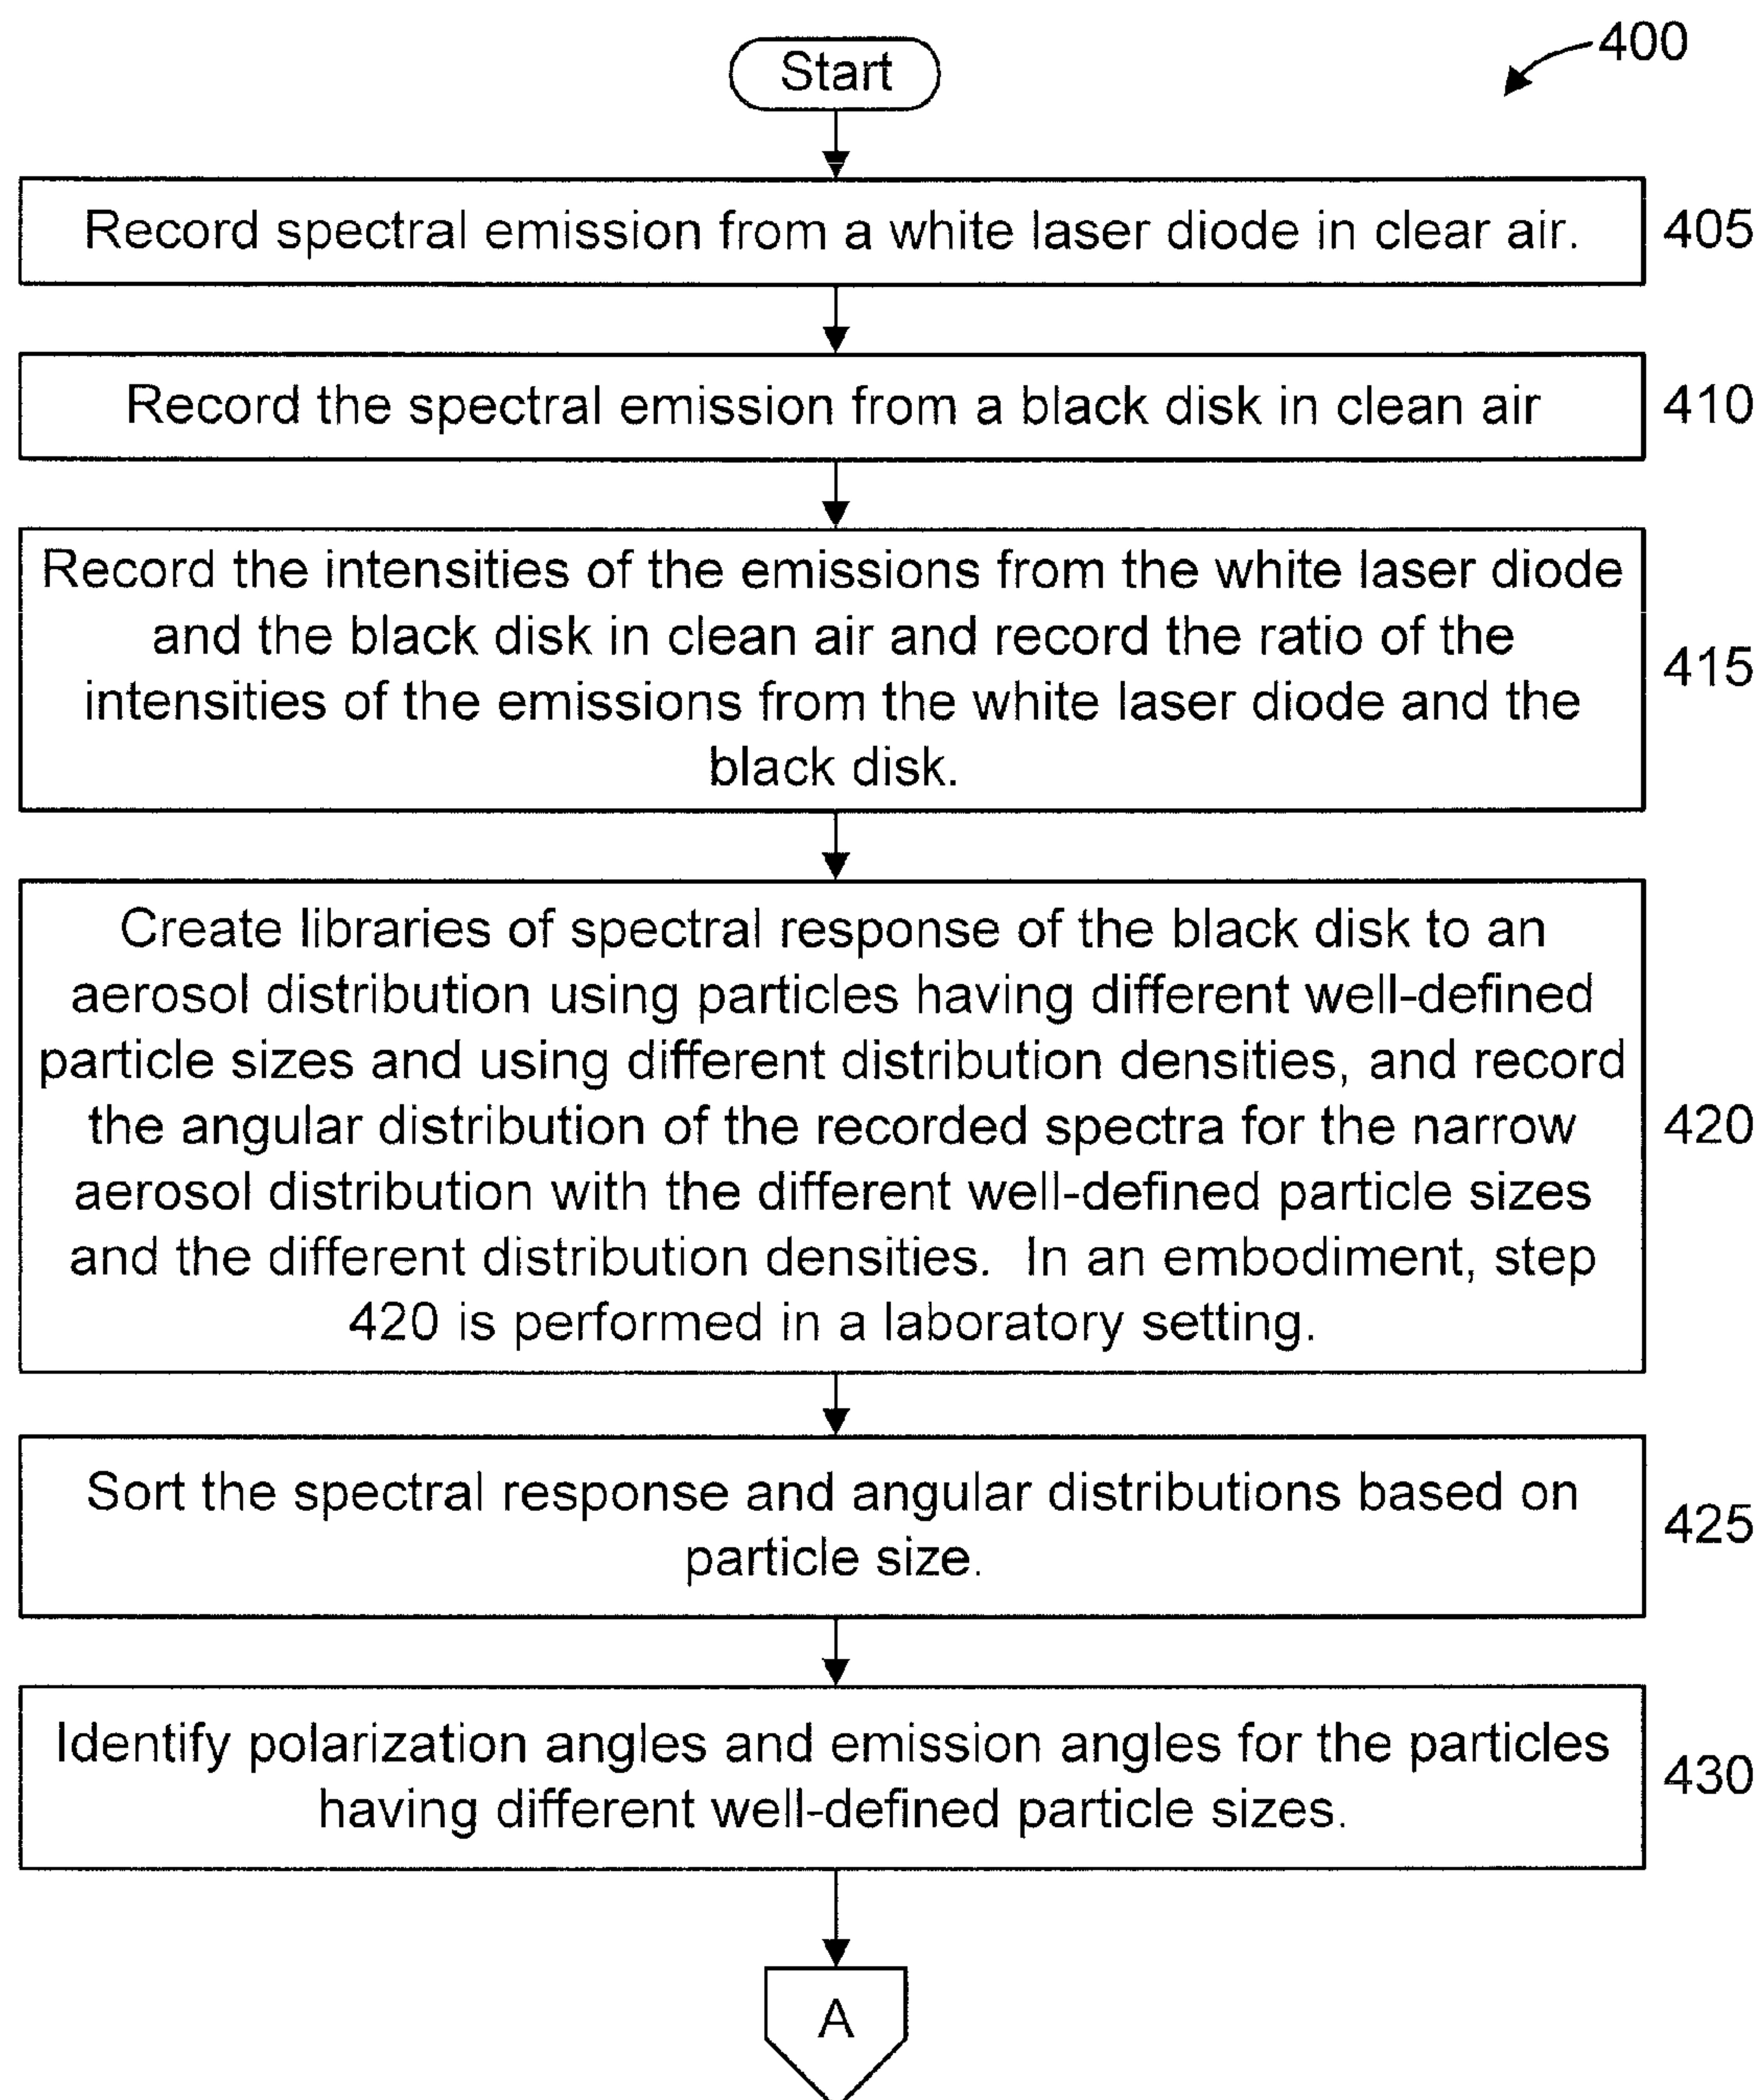 400
Start
Record spectral emission from a white laser diode in clear air.
405
Record the spectral emission from a black disk in clean air
410
Record the intensities of the emissions from the white laser diode
and the black disk in clean air and record the ratio of the
intensities of the emissions from the white laser diode and the
black disk.
415
Create libraries of spectral response of the black disk to an
aerosol distribution using particles having different well-defined
particle sizes and using different distribution densities, and record
the angular distribution of the recorded spectra for the narrow
aerosol distribution with the different well-defined particle sizes
and the different distribution densities. In an embodiment, step
420 is performed in a laboratory setting.
420
Sort the spectral response and angular distributions based on
particle size.
425
Identify polarization angles and emission angles for the particles
having different well-defined particle sizes.
430
A